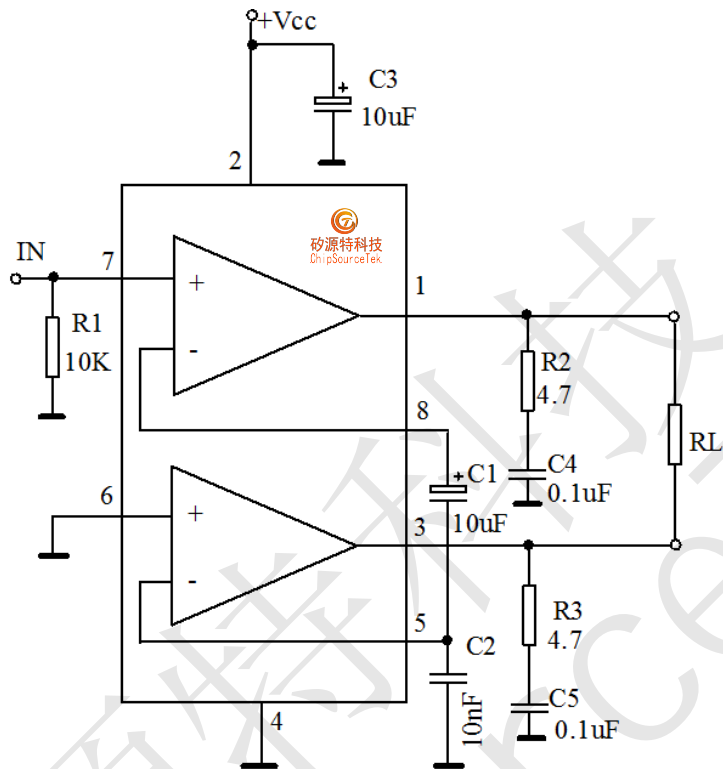 +Vcc
C3
10uF
2
矽源特科技
ChipSourceTek
IN
7
+
-
1
R1
10K
R2
4.7
8
RL
6
C1
10uF
C4
0.1uF
+
-
3
5
C2
10nF
R3
4.7
C5
0.1uF
4